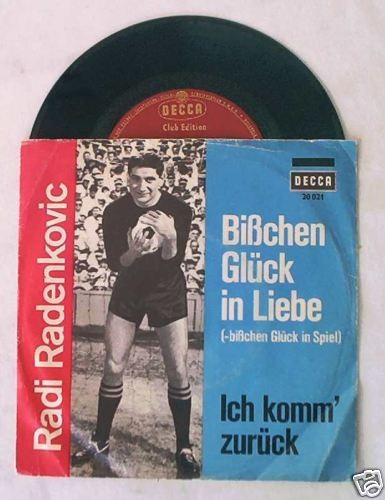 DECCA
Club Edition
Radi Radenkovic
DECCA
20 021
Bißchen
Glück
in Liebe
(-bißchen Glück in Spiel)
Ich komm'
zurück